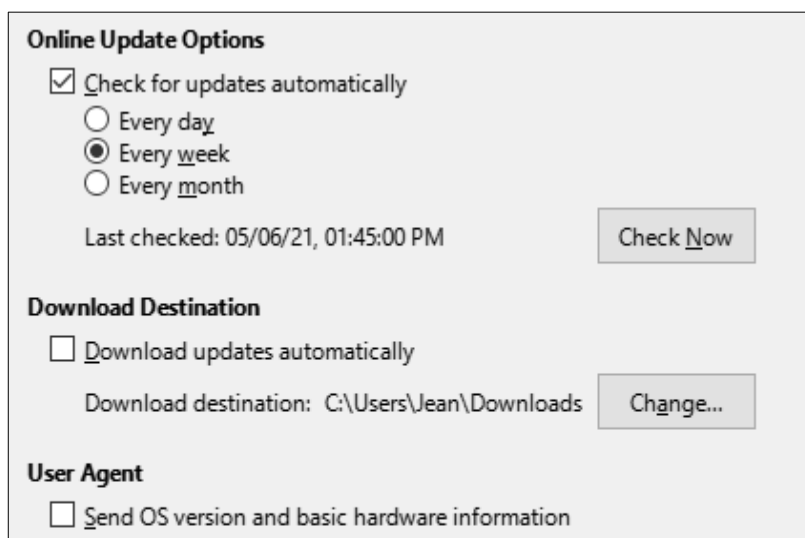 Online Update Options
Check for updates automatically
Every day
Every week
Every month
Last checked: 05/06/21, 01:45:00 PM
Check Now
Download Destination
Download updates automatically
Download destination: C:\Users\Jean\Downloads
Change...
User Agent
Send OS version and basic hardware information